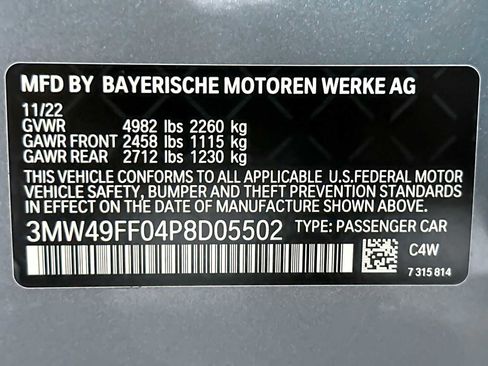 MFD BY BAYERISCHE MOTOREN WERKE AG
11/22
GVWR 4982 lbs 2260 kg
GAWR FRONT 2458 lbs 1115 kg
GAWR REAR 2712 lbs 1230 kg
THIS VEHICLE CONFORMS TO ALL APPLICABLE U.S.FEDERAL MOTOR
VEHICLE SAFETY, BUMPER AND THEFT PREVENTION STANDARDS
IN EFFECT ON THE DATE OF MANUFACTURE SHOWN ABOVE.
3MW49FF04P8D05502 TYPE: PASSENGER CAR
C4W
7 315 814